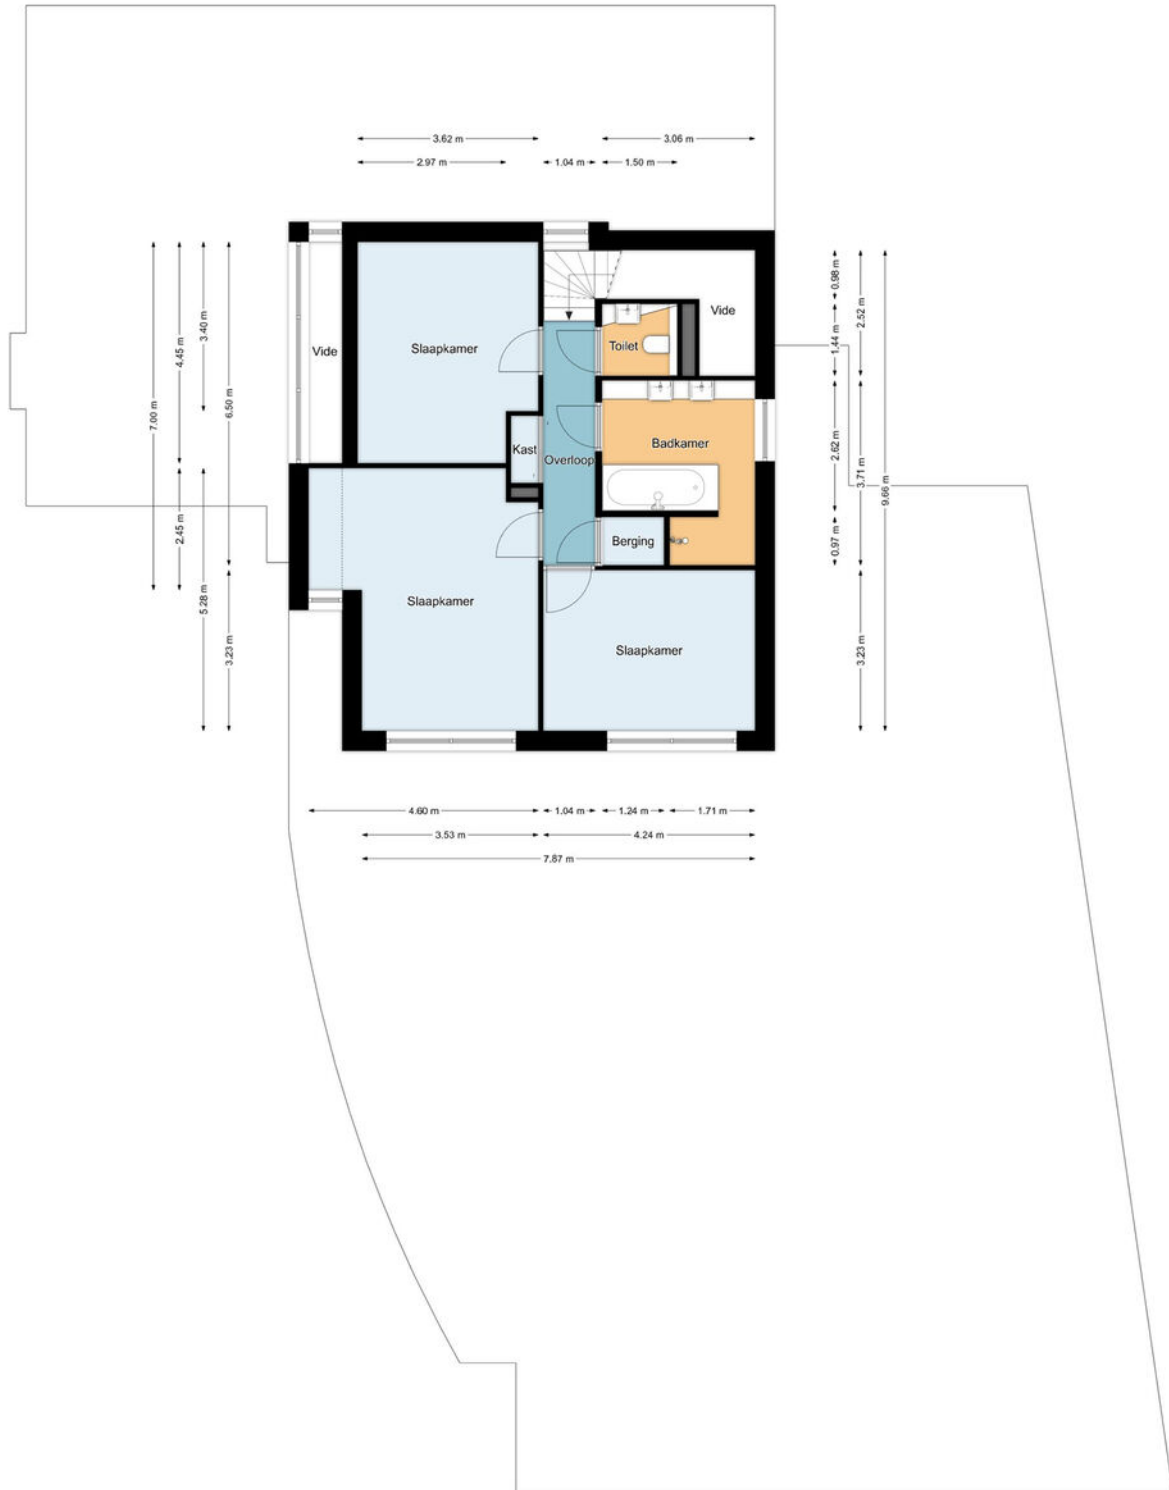 3.62 m
3.06 m
2.97 m
1.04 m
1.50 m
Vide
Slaapkamer
Toilet
Vide
Kast
Overloop
Badkamer
Berging
Slaapkamer
Slaapkamer
7.00 m
4.45 m
2.45 m
3.40 m
5.28 m
6.50 m
3.23 m
0.98 m
1.44 m
2.62 m
0.97 m
2.52 m
3.71 m
3.23 m
9.66 m
4.60 m
1.04 m
1.24 m
1.71 m
3.53 m
4.24 m
7.87 m